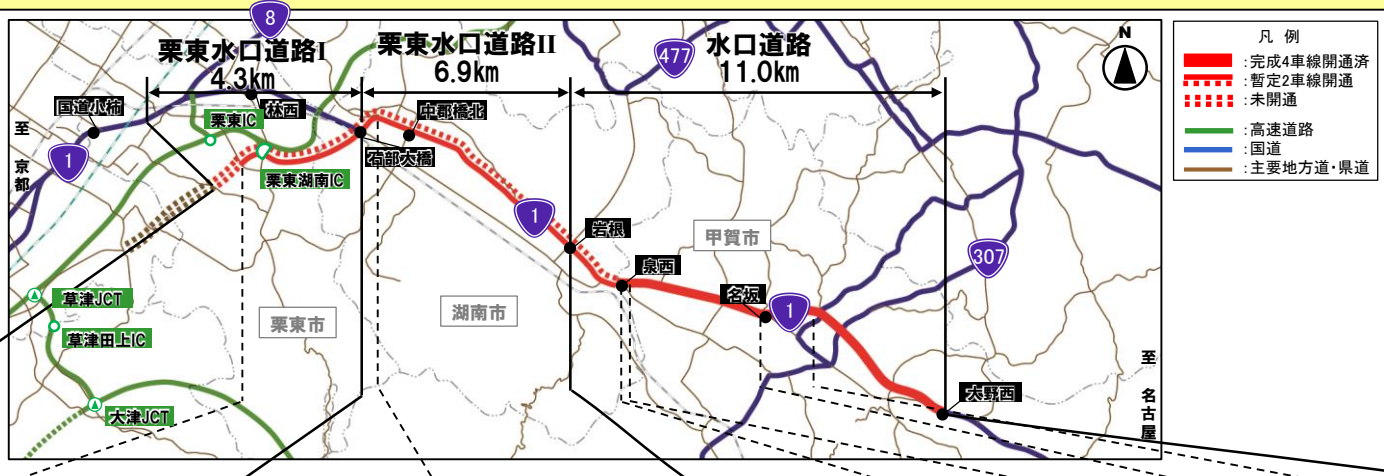 8
栗東水口道路I
4.3km
栗東水口道路II
6.9km
水口道路
11.0km
477
N
凡 例
:完成4車線開通済
:暫定2車線開通
:未開通
:高速道路
:国道
:主要地方道・県道
国道小柿
林西
栗東IC
中郡橋北
至
京
都
1
石部大橋
栗東湖南IC
1
岩根
甲賀市
307
泉西
名坂
1
草津JCT
栗東市
湖南市
草津田上IC
至
名
古
屋
大津JCT
大野西